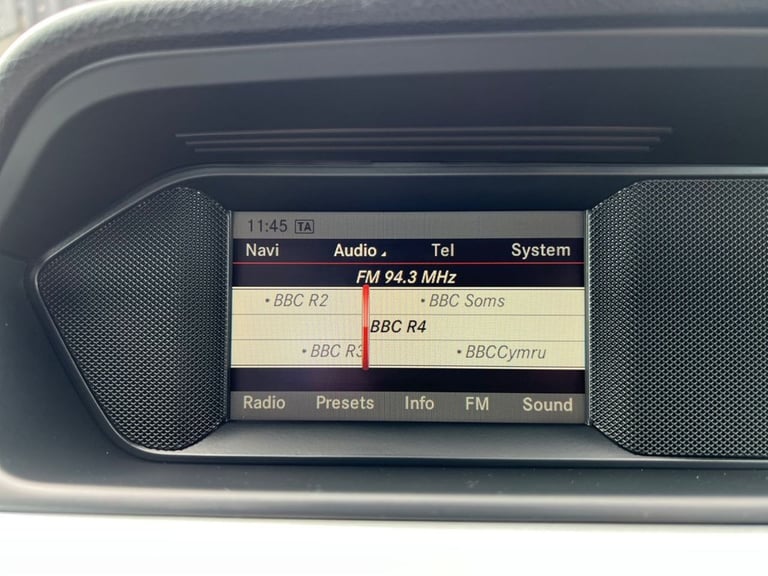 11:45 TA
Navi Audio Tel System
FM 94.3 MHz
• BBC R2 • BBC Soms
BBC R4
• BBC R3 • BBCCymru
Radio Presets Info FM Sound